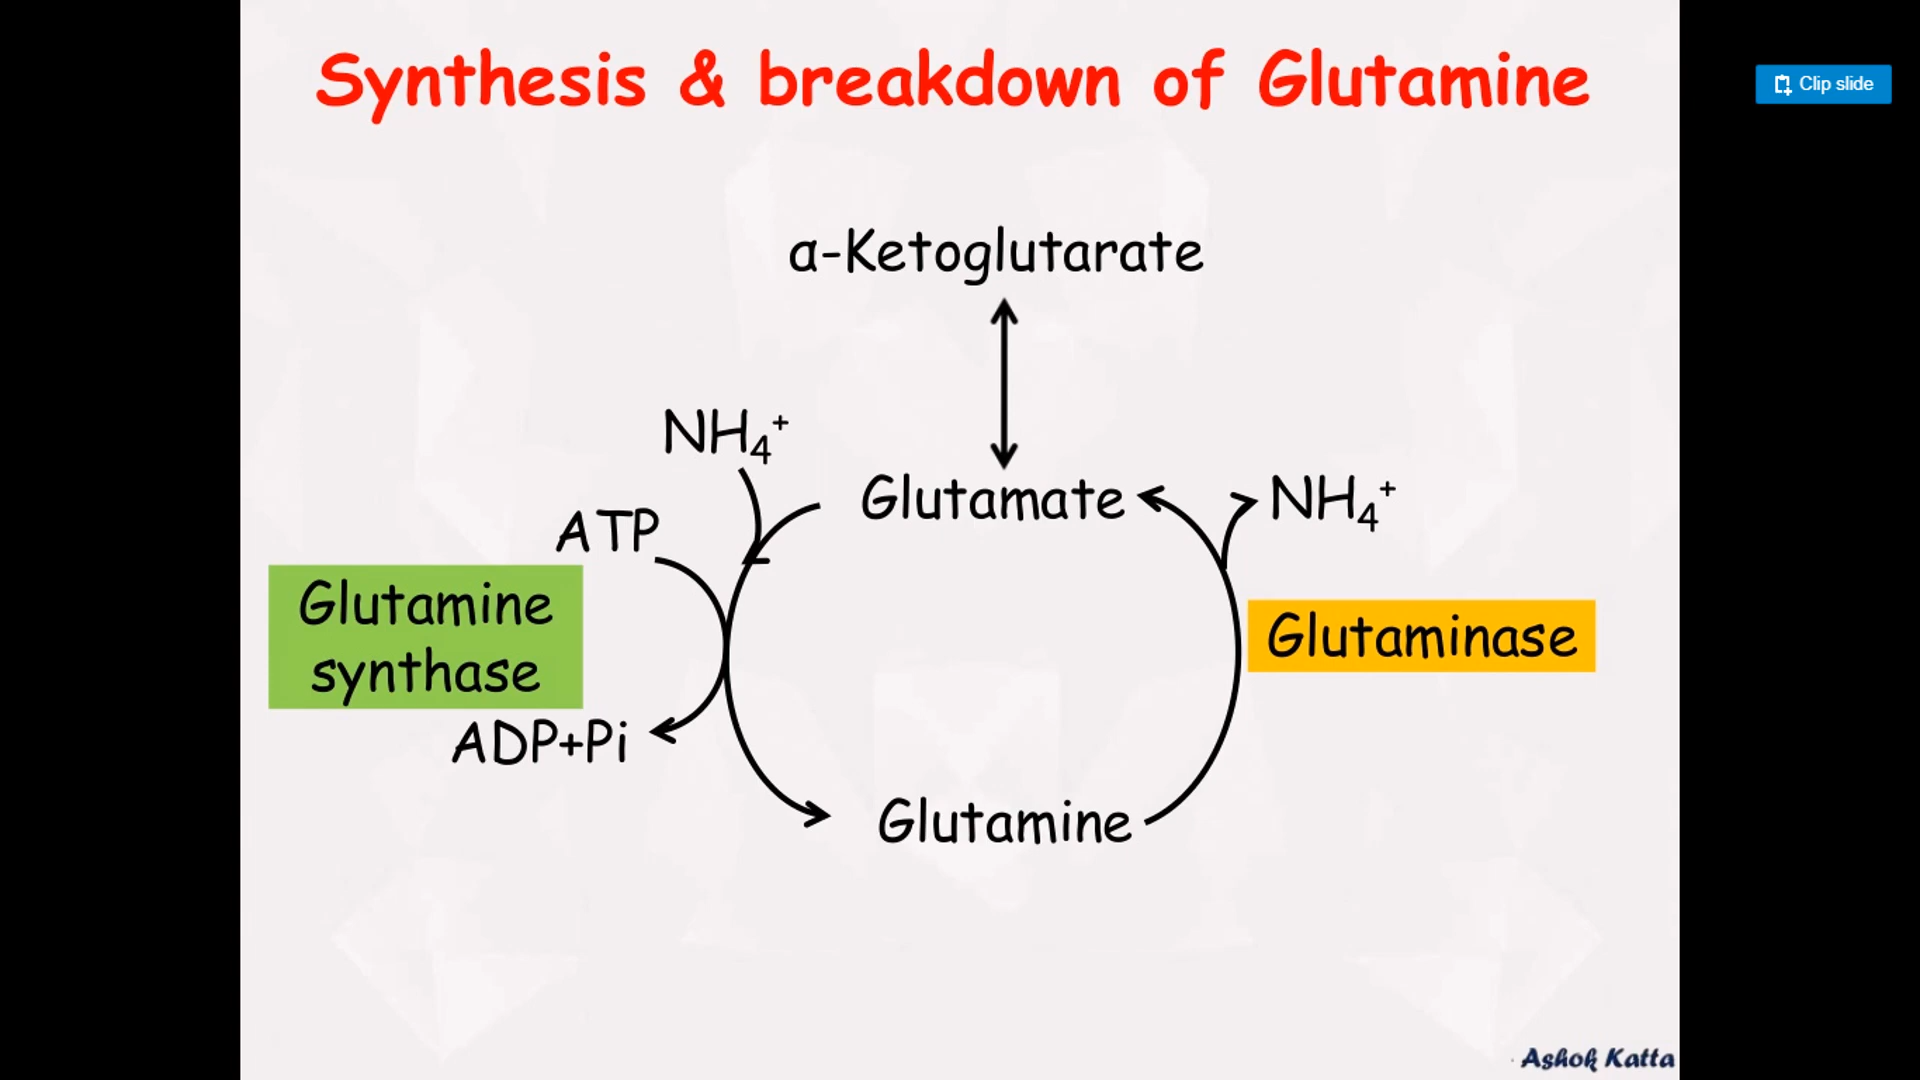 Synthesis & breakdown of Glutamine
Clip slide
α-Ketoglutarate
NH₄⁺
Glutamate
NH₄⁺
ATP
Glutamine
synthase
Glutaminase
ADP+Pi
Glutamine
Ashok Katta